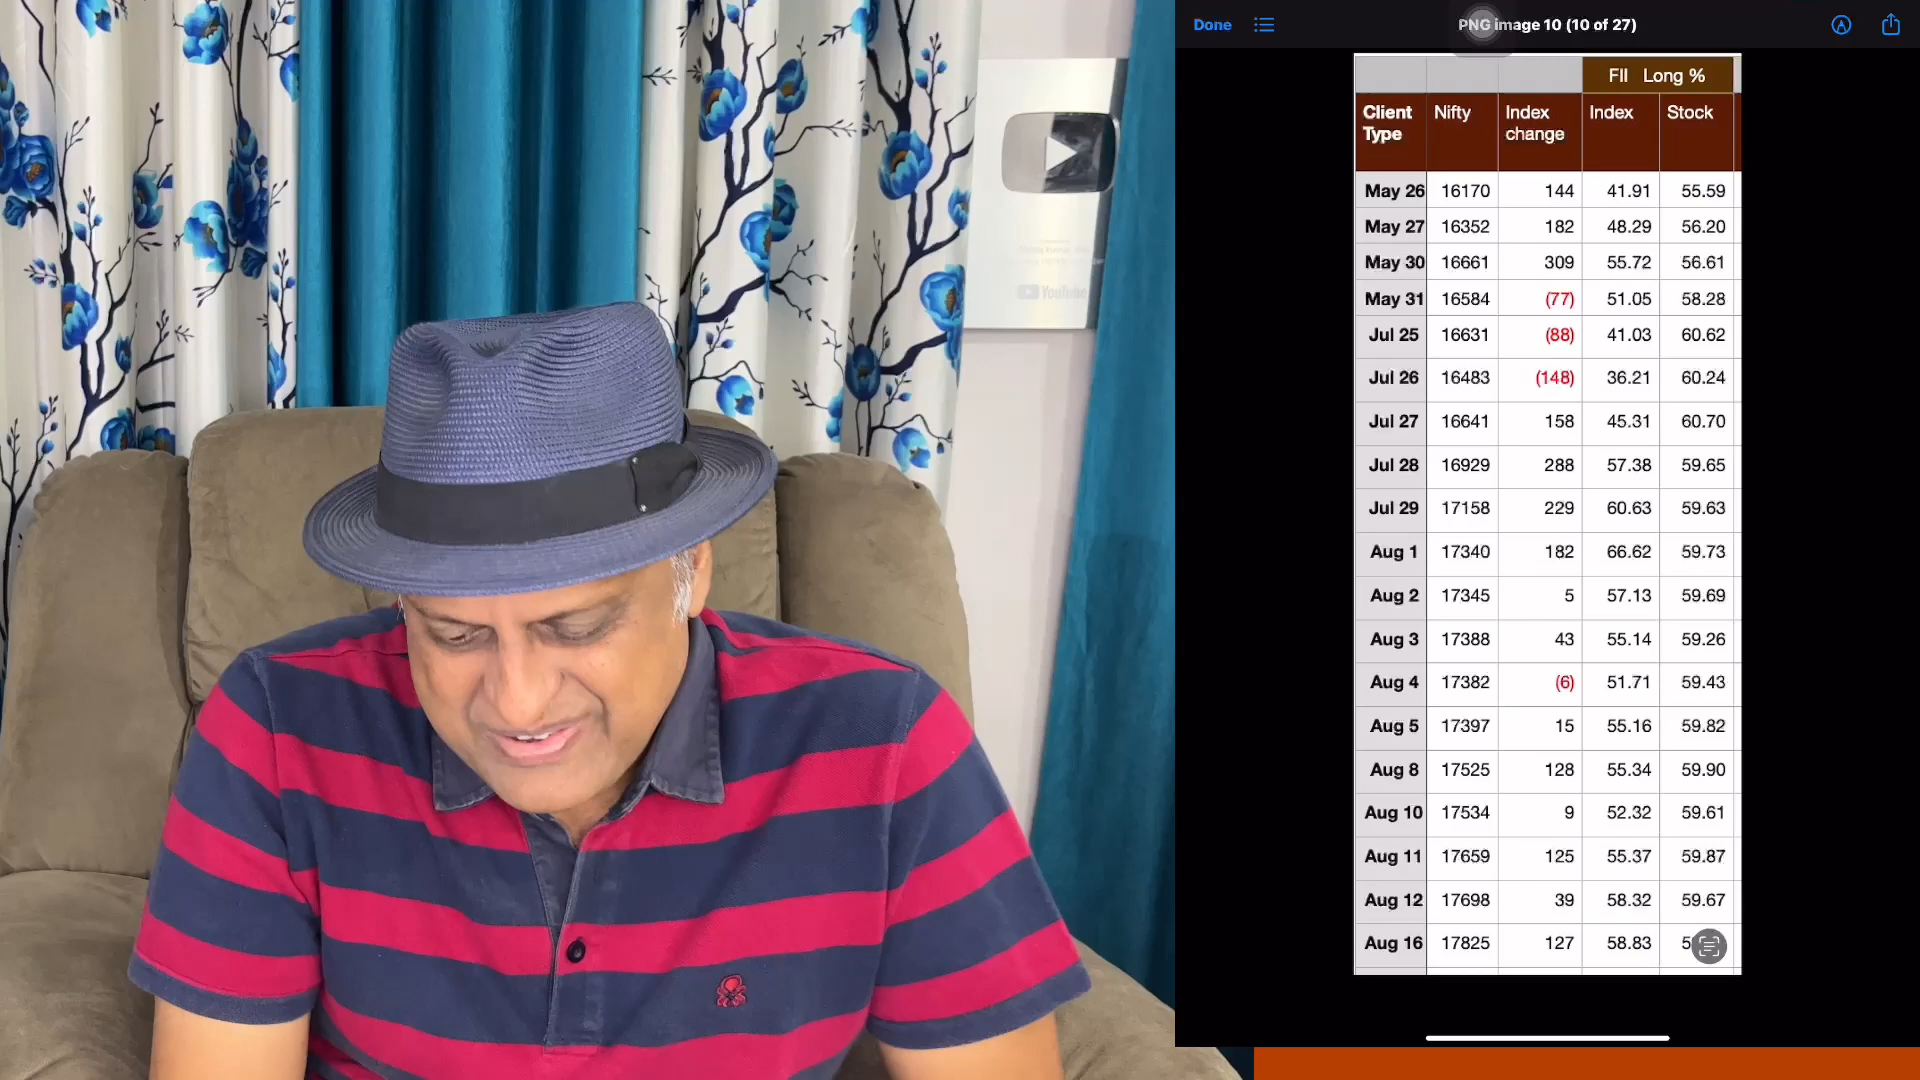 Done
PNG image 10 (10 of 27)
YouTube
FII Long %
Client Type Nifty Index change Index Stock
May 26 16170 144 41.91 55.59
May 27 16352 182 48.29 56.20
May 30 16661 309 55.72 56.61
May 31 16584 (77) 51.05 58.28
Jul 25 16631 (88) 41.03 60.62
Jul 26 16483 (148) 36.21 60.24
Jul 27 16641 158 45.31 60.70
Jul 28 16929 288 57.38 59.65
Jul 29 17158 229 60.63 59.63
Aug 1 17340 182 66.62 59.73
Aug 2 17345 5 57.13 59.69
Aug 3 17388 43 55.14 59.26
Aug 4 17382 (6) 51.71 59.43
Aug 5 17397 15 55.16 59.82
Aug 8 17525 128 55.34 59.90
Aug 10 17534 9 52.32 59.61
Aug 11 17659 125 55.37 59.87
Aug 12 17698 39 58.32 59.67
Aug 16 17825 127 58.83